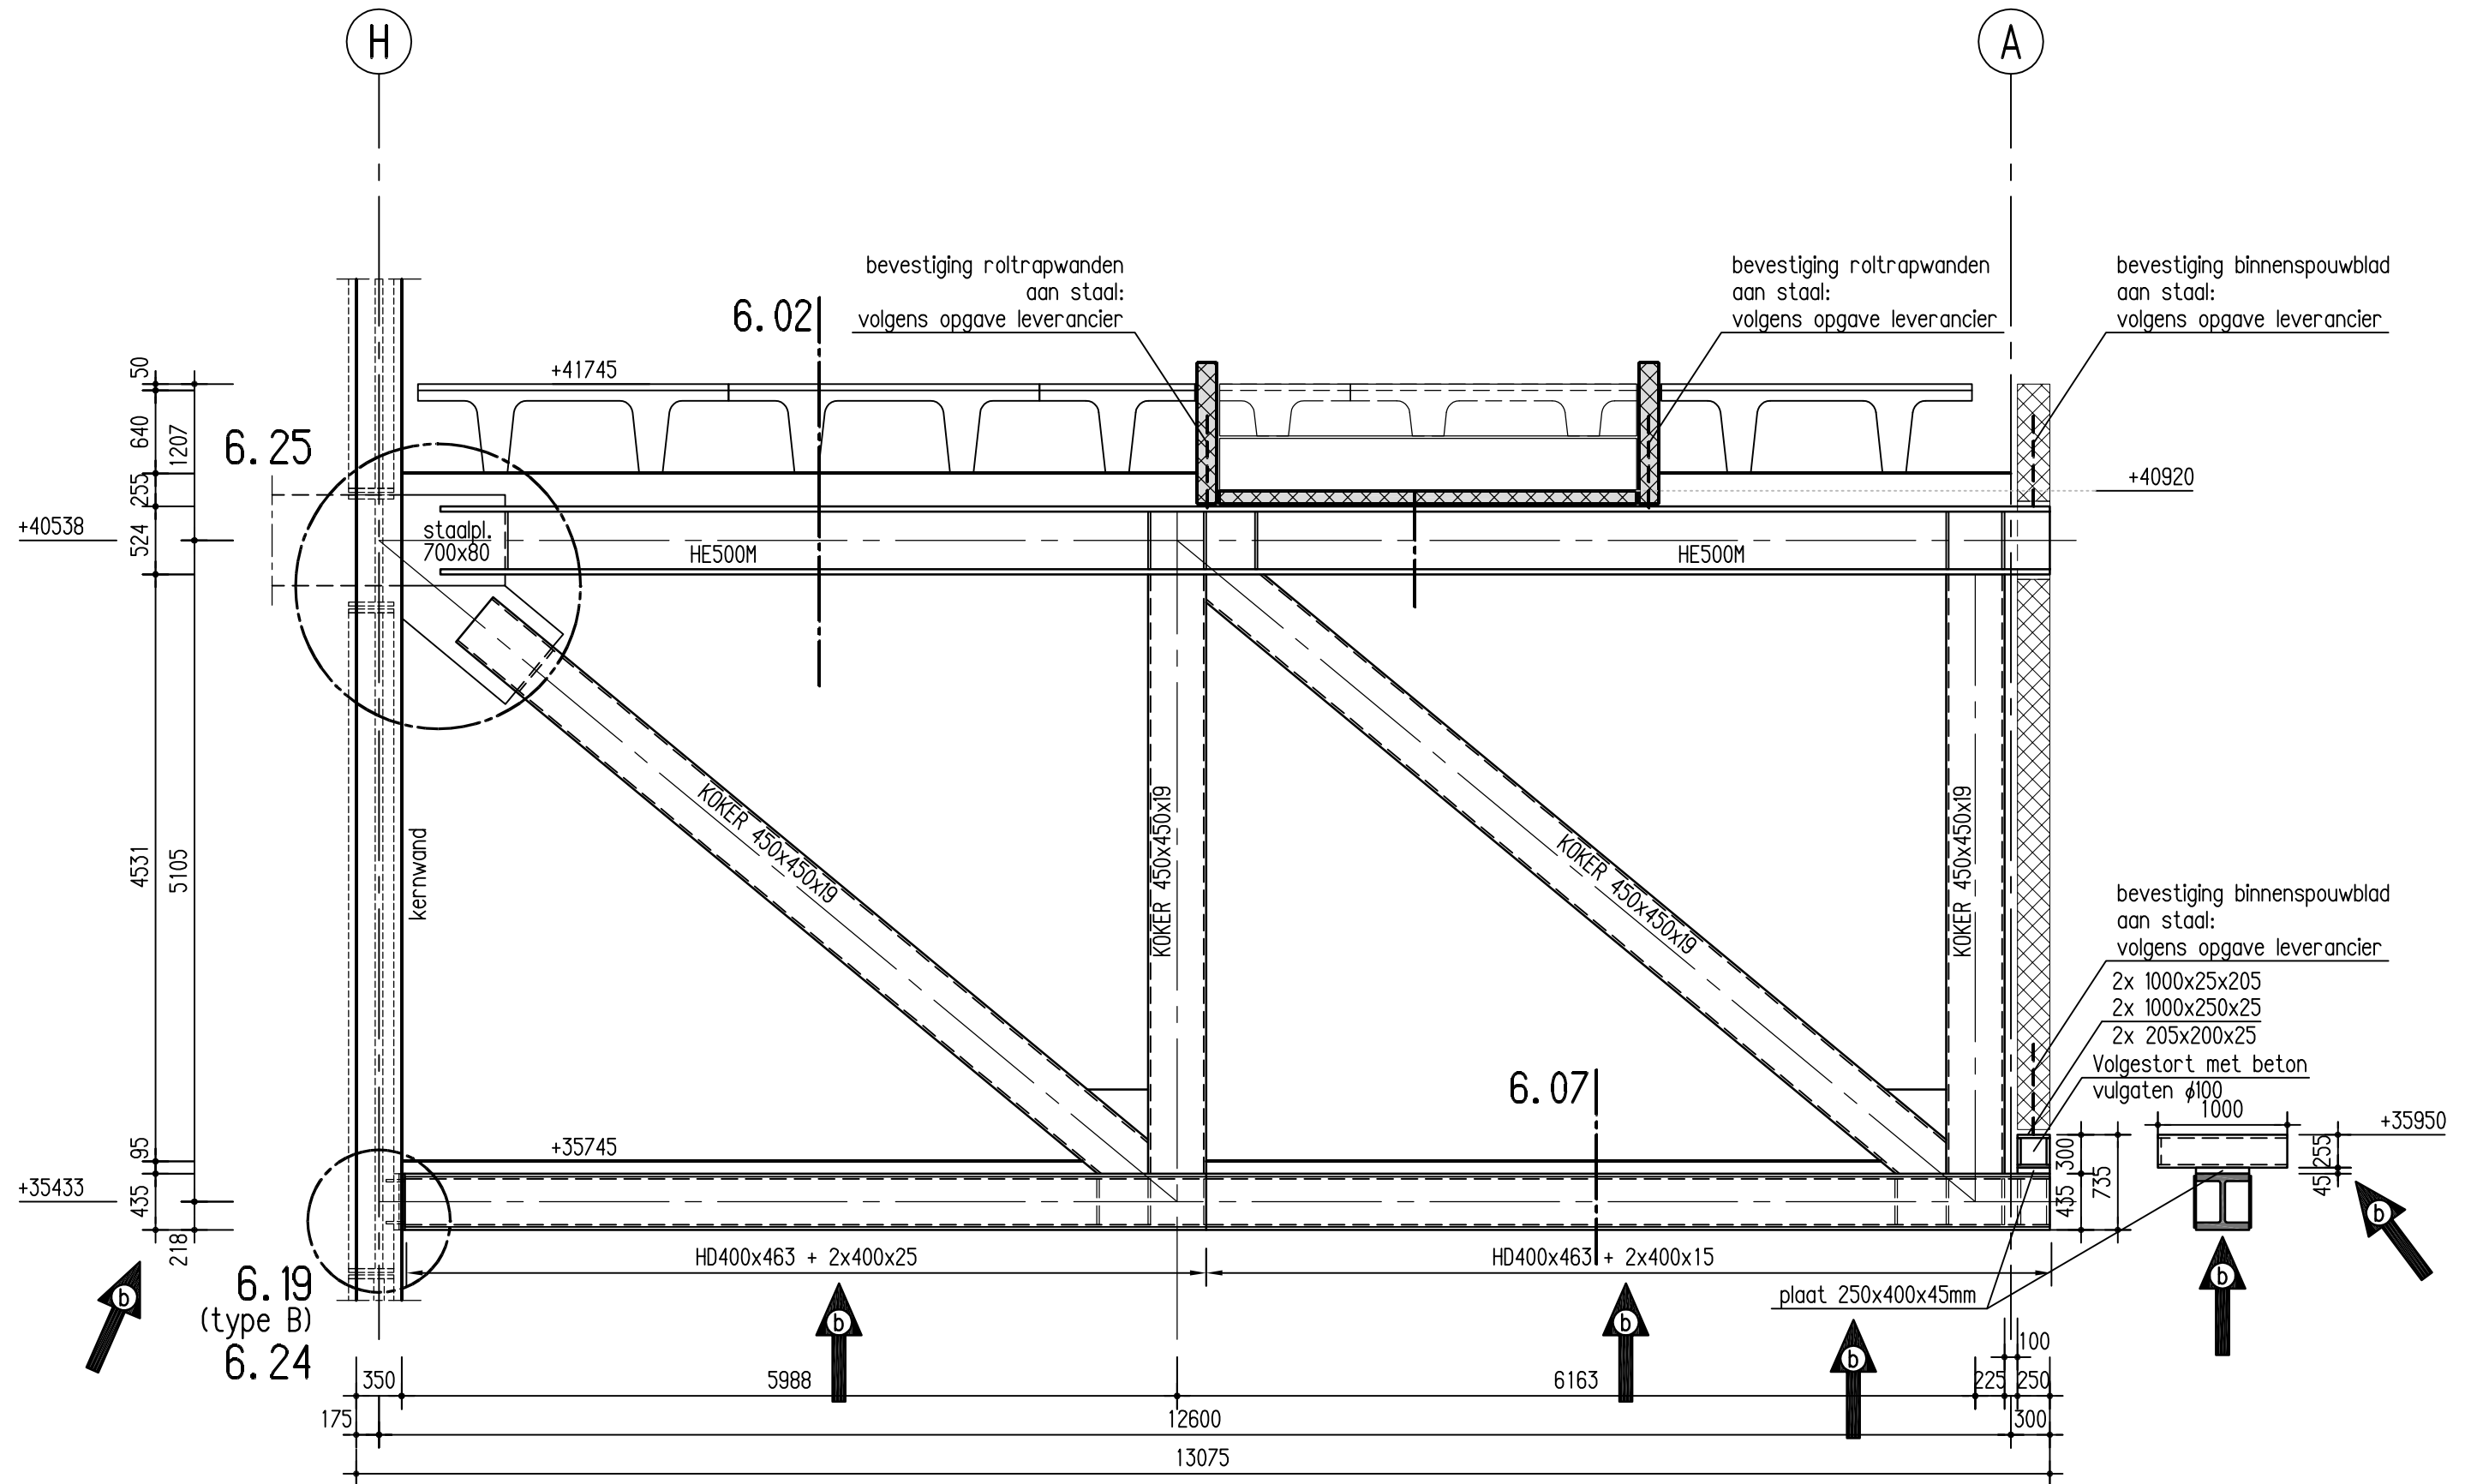 H
A
bevestiging roltrapwanden
aan staal:
volgens opgave leverancier
bevestiging roltrapwanden
aan staal:
volgens opgave leverancier
bevestiging binnenspouwblad
aan staal:
volgens opgave leverancier
6.02
+41745
50
640
1207
255
524
6.25
+40920
+40538
staalpl.
700x80
HE500M
HE500M
4531
5105
kernwand
KOKER 450x450x19
KOKER 450x450x19
KOKER 450x450x19
KOKER 450x450x19
bevestiging binnenspouwblad
aan staal:
volgens opgave leverancier
2x 1000x25x205
2x 1000x250x25
2x 205x200x25
Volgestort met beton
vulgaten ø100
1000
+35950
6.07
95
+35745
300
735
255
45
+35433
435
435
218
HD400x463 + 2x400x25
HD400x463 + 2x400x15
plaat 250x400x45mm
6.19
(type B)
6.24
b
b
b
b
b
b
100
350
5988
6163
225
250
175
12600
300
13075